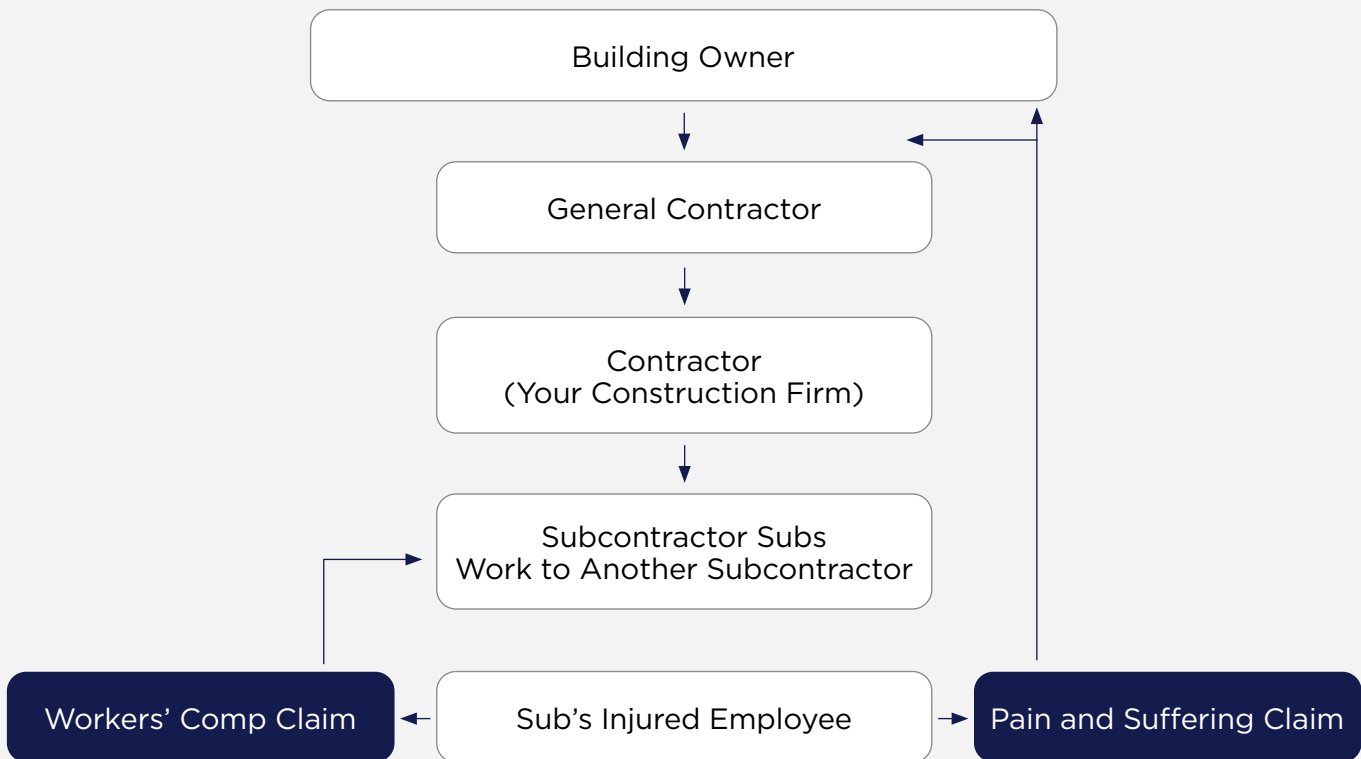 Building Owner
General Contractor
Contractor
(Your Construction Firm)
Subcontractor Subs
Work to Another Subcontractor
Workers’ Comp Claim
Sub’s Injured Employee
Pain and Suffering Claim